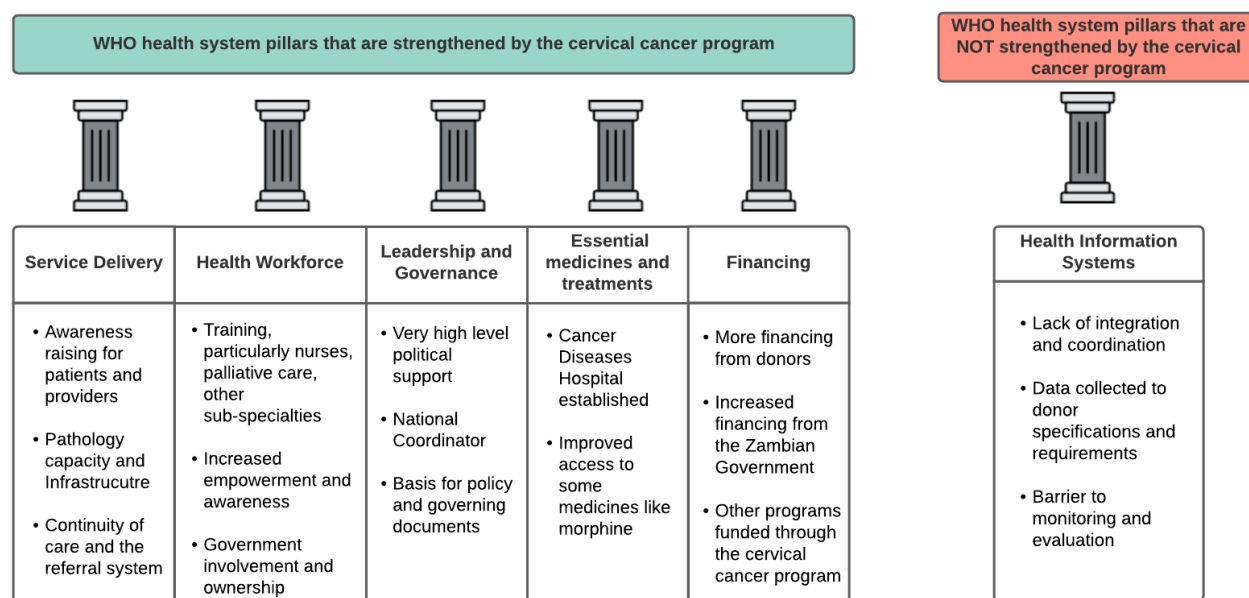 WHO health system pillars that are strengthened by the cervical cancer program
WHO health system pillars that are
NOT strengthened by the cervical
cancer program
Service Delivery
Awareness
raising for
patients and
providers
Pathology
capacity and
Infrastrucutre
Continuity of
care and the
referral system
Health Workforce
Training,
particularly nurses,
palliative care,
other
sub-specialties
Increased
empowerment and
awareness
Government
involvement and
ownership
Leadership and
Governance
Very high level
political
support
National
Coordinator
Basis for policy
and governing
documents
Essential
medicines and
treatments
Cancer
Diseases
Hospital
established
Improved
access to
some
medicines like
morphine
Financing
More financing
from donors
Increased
financing from
the Zambian
Government
Other programs
funded through
the cervical
cancer program
Health Information
Systems
Lack of integration
and coordination
Data collected to
donor
specifications and
requirements
Barrier to
monitoring and
evaluation